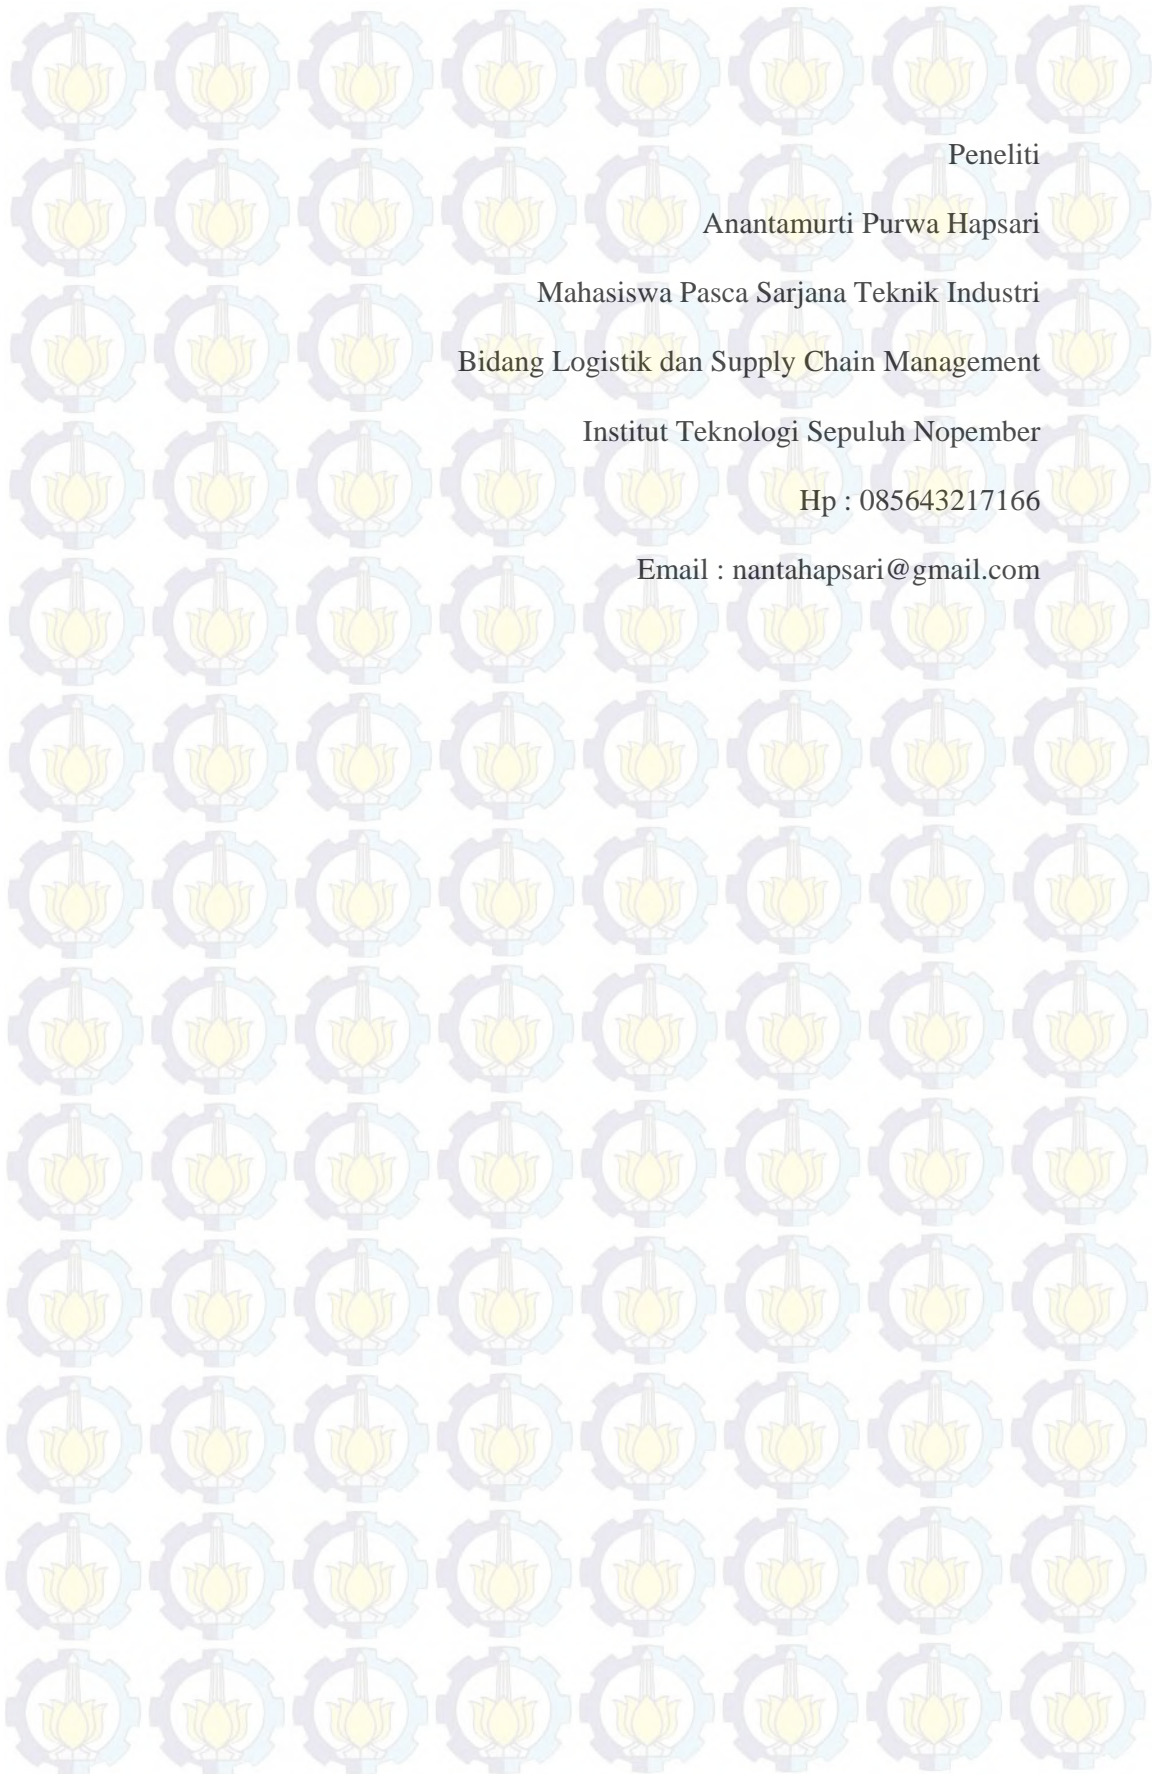 Peneliti
Anantamurti Purwa Hapsari
Mahasiswa Pasca Sarjana Teknik Industri
Bidang Logistik dan Supply Chain Management
Institut Teknologi Sepuluh Nopember
Hp : 085643217166
Email : nantahapsari@gmail.com